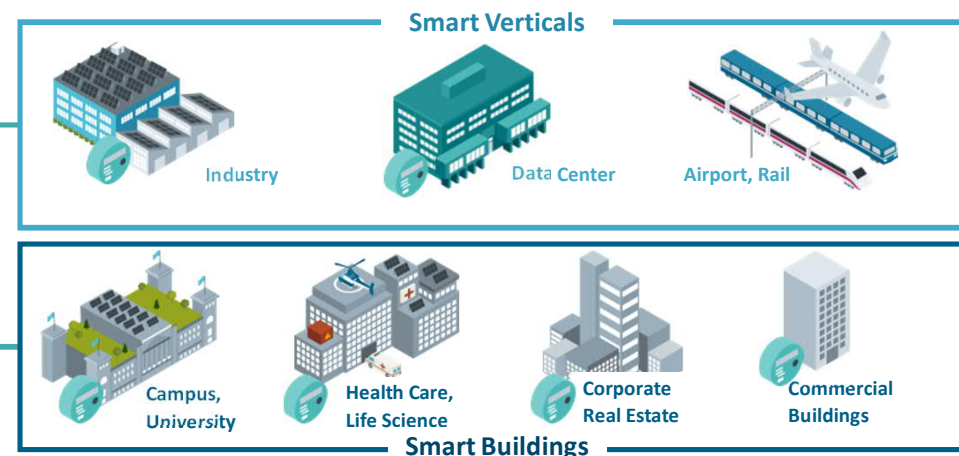 Smart Verticals
Industry
Data Center
Airport, Rail
Campus,
University
Health Care,
Life Science
Corporate
Real Estate
Commercial
Buildings
Smart Buildings